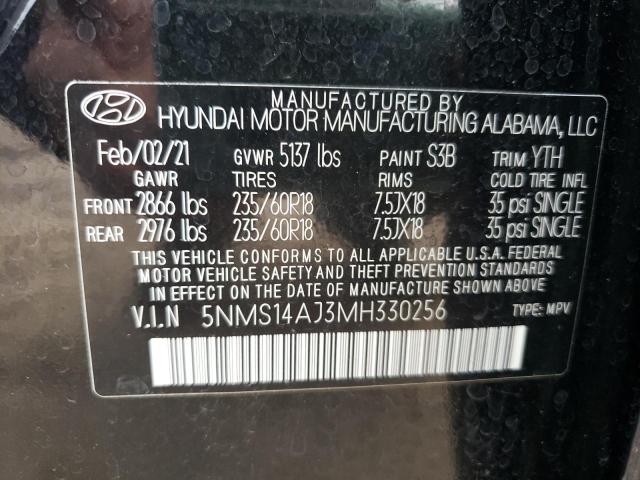 MANUFACTURED BY
HYUNDAI MOTOR MANUFACTURING ALABAMA, LLC
Feb/02/21 GVWR 5137 lbs PAINT S3B TRIM YTH
GAWR TIRES RIMS COLD TIRE INFL
FRONT 2866 lbs 235/60R18 7.5JX18 35 psi SINGLE
REAR 2976 lbs 235/60R18 7.5JX18 35 psi SINGLE
THIS VEHICLE CONFORMS TO ALL APPLICABLE U.S.A. FEDERAL
MOTOR VEHICLE SAFETY AND THEFT PREVENTION STANDARDS
IN EFFECT ON THE DATE OF MANUFACTURE SHOWN ABOVE.
V.I.N 5NMS14AJ3MH330256 TYPE: MPV